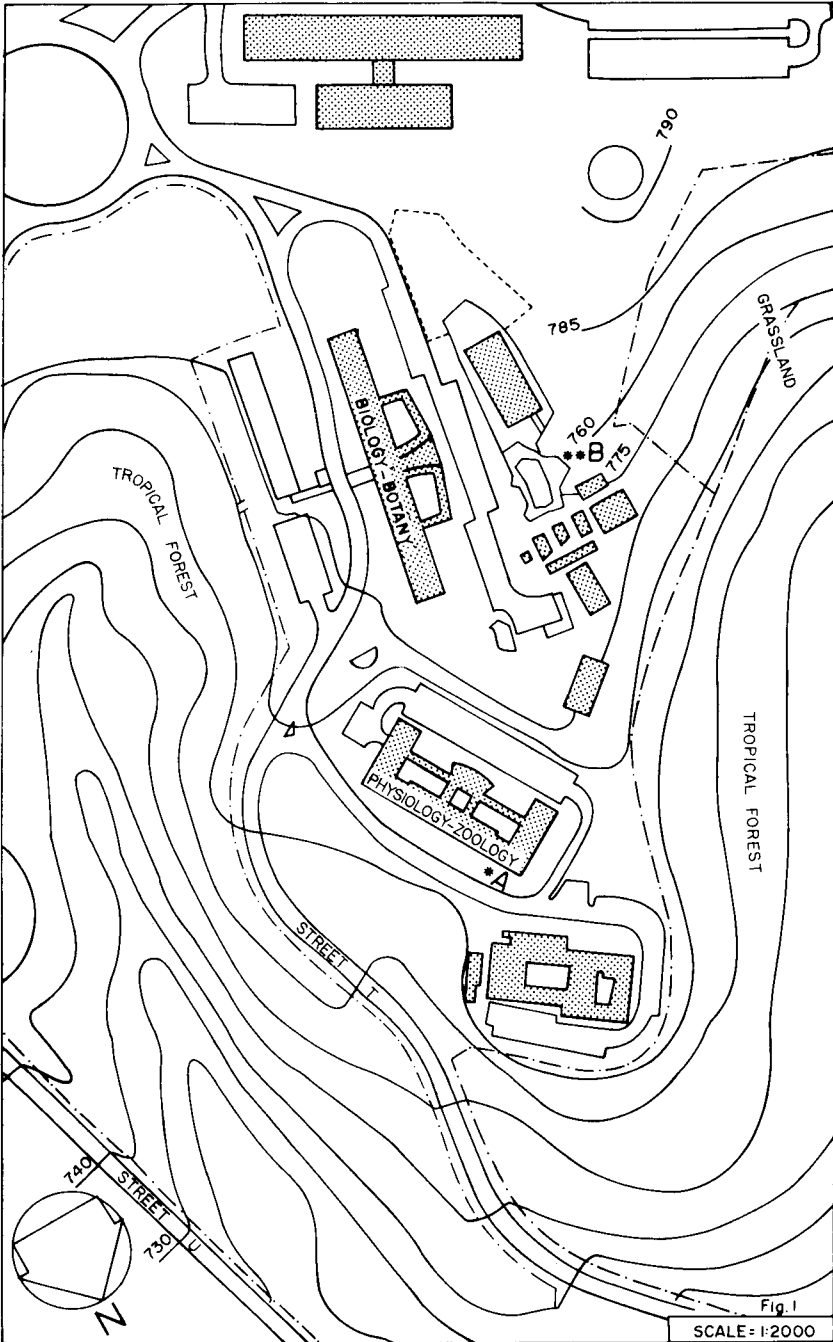 790
GRASSLAND
785
BIOLOGY-BOTANY
760
**B
775
TROPICAL FOREST
TROPICAL FOREST
PHYSIOLOGY-ZOOLOGY
*A
STREET T
740
STREET U
730
N
Fig. 1
SCALE = 1:2000